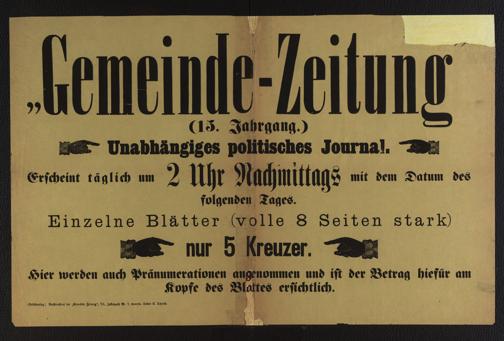 „Gemeinde-Zeitung
(15. Jahrgang.)
Unabhängiges politisches Journal.
Erscheint täglich um 2 Uhr Nachmittags mit dem Datum des
folgenden Tages.
Einzelne Blätter (volle 8 Seiten stark)
nur 5 Kreuzer.
Hier werden auch Pränumerationen angenommen und ist der Betrag hiefür am
Kopfe des Blattes ersichtlich.